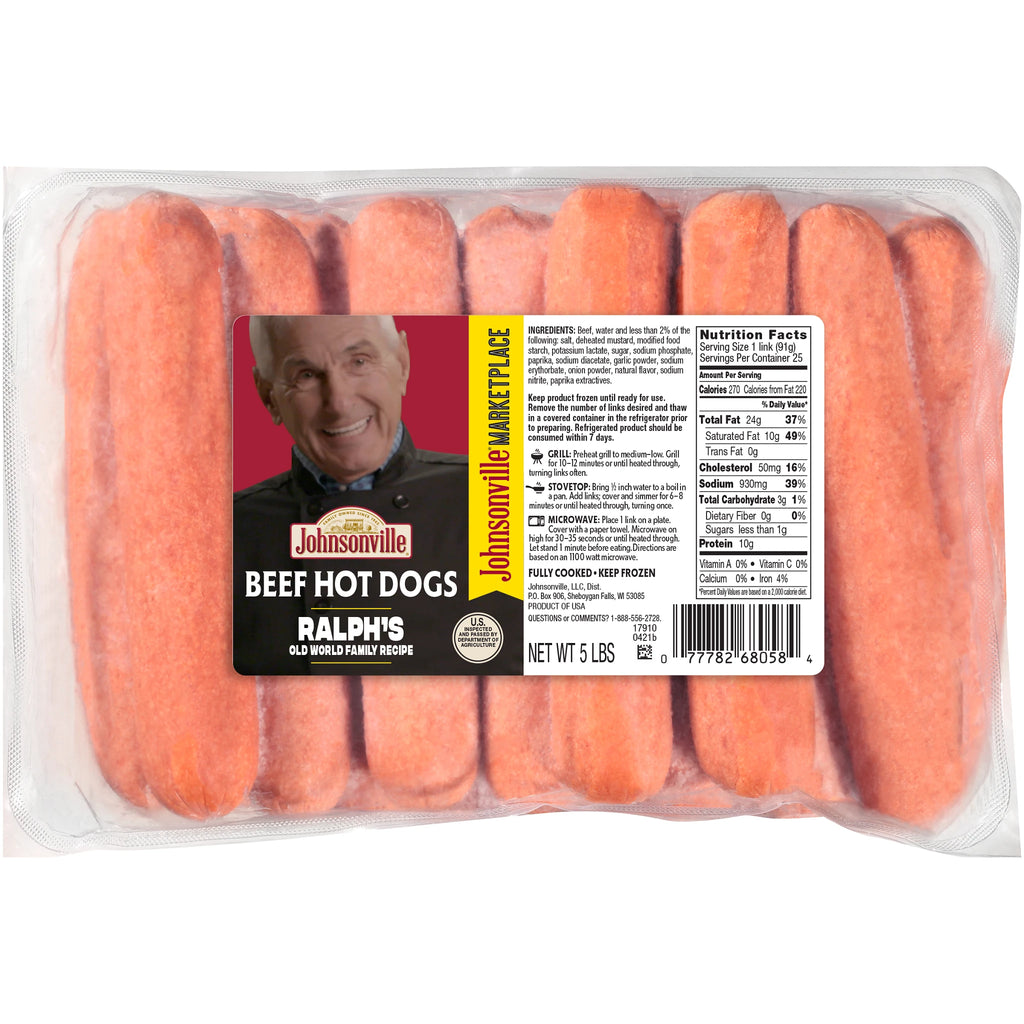 FAMILY OWNED SINCE 1945
Johnsonville
BEEF HOT DOGS
RALPH'S
OLD WORLD FAMILY RECIPE
Johnsonville MARKETPLACE
U.S.
INSPECTED
AND PASSED BY
DEPARTMENT OF
AGRICULTURE
INGREDIENTS: Beef, water and less than 2% of the
following: salt, deheated mustard, modified food
starch, potassium lactate, sugar, sodium phosphate,
paprika, sodium diacetate, garlic powder, sodium
erythorbate, onion powder, natural flavor, sodium
nitrite, paprika extractives.
Keep product frozen until ready for use.
Remove the number of links desired and thaw
in a covered container in the refrigerator prior
to preparing. Refrigerated product should be
consumed within 7 days.
GRILL: Preheat grill to medium-low. Grill
for 10-12 minutes or until heated through,
turning links often.
STOVETOP: Bring ½ inch water to a boil in
a pan. Add links; cover and simmer for 6-8
minutes or until heated through, turning once.
MICROWAVE: Place 1 link on a plate.
Cover with a paper towel. Microwave on
high for 30-35 seconds or until heated through.
Let stand 1 minute before eating. Directions are
based on an 1100 watt microwave.
FULLY COOKED • KEEP FROZEN
Johnsonville, LLC, Dist.
P.O. Box 906, Sheboygan Falls, WI 53085
PRODUCT OF USA
QUESTIONS or COMMENTS? 1-888-556-2728.
17910
0421b
NET WT 5 LBS
Nutrition Facts
Serving Size 1 link (91g)
Servings Per Container 25
Amount Per Serving
Calories 270 Calories from Fat 220
% Daily Value*
Total Fat 24g 37%
Saturated Fat 10g 49%
Trans Fat 0g
Cholesterol 50mg 16%
Sodium 930mg 39%
Total Carbohydrate 3g 1%
Dietary Fiber 0g 0%
Sugars less than 1g
Protein 10g
Vitamin A 0% • Vitamin C 0%
Calcium 0% • Iron 4%
*Percent Daily Values are based on a 2,000 calorie diet.
0 77782 68058 4